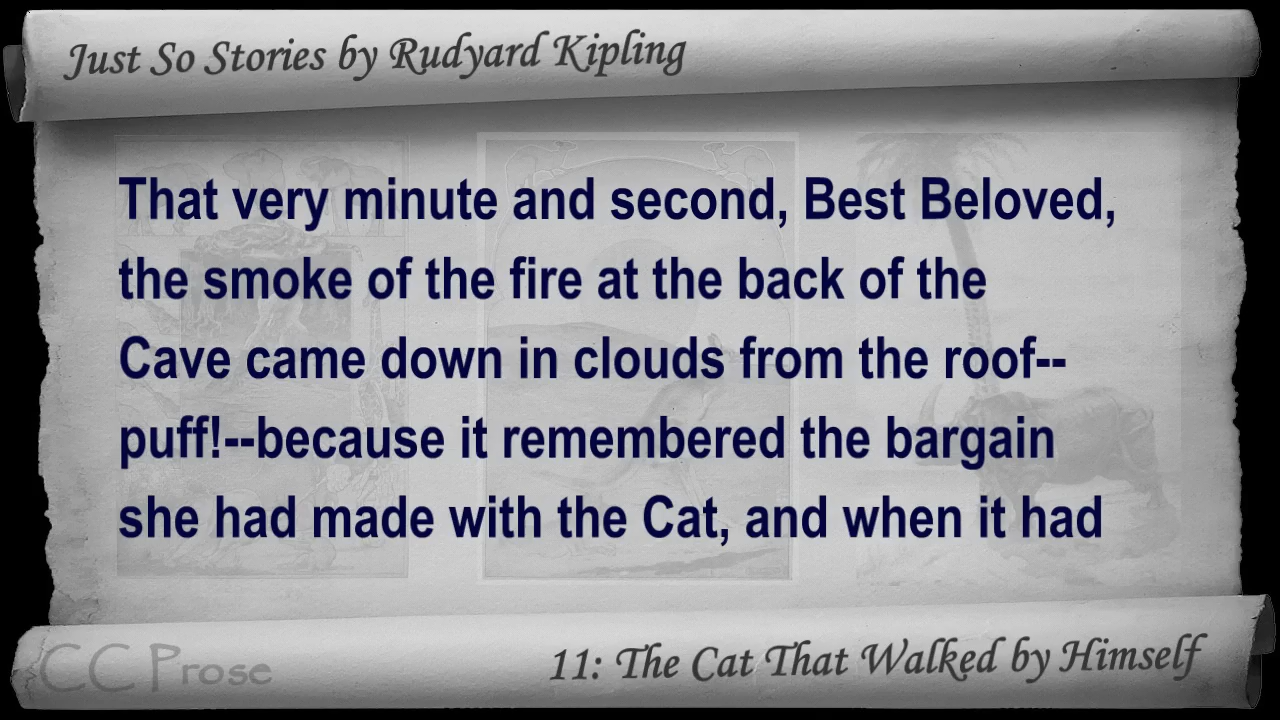 Just So Stories by Rudyard Kipling
That very minute and second, Best Beloved,
the smoke of the fire at the back of the
Cave came down in clouds from the roof--
puff!--because it remembered the bargain
she had made with the Cat, and when it had
CC Prose
11: The Cat That Walked by Himself